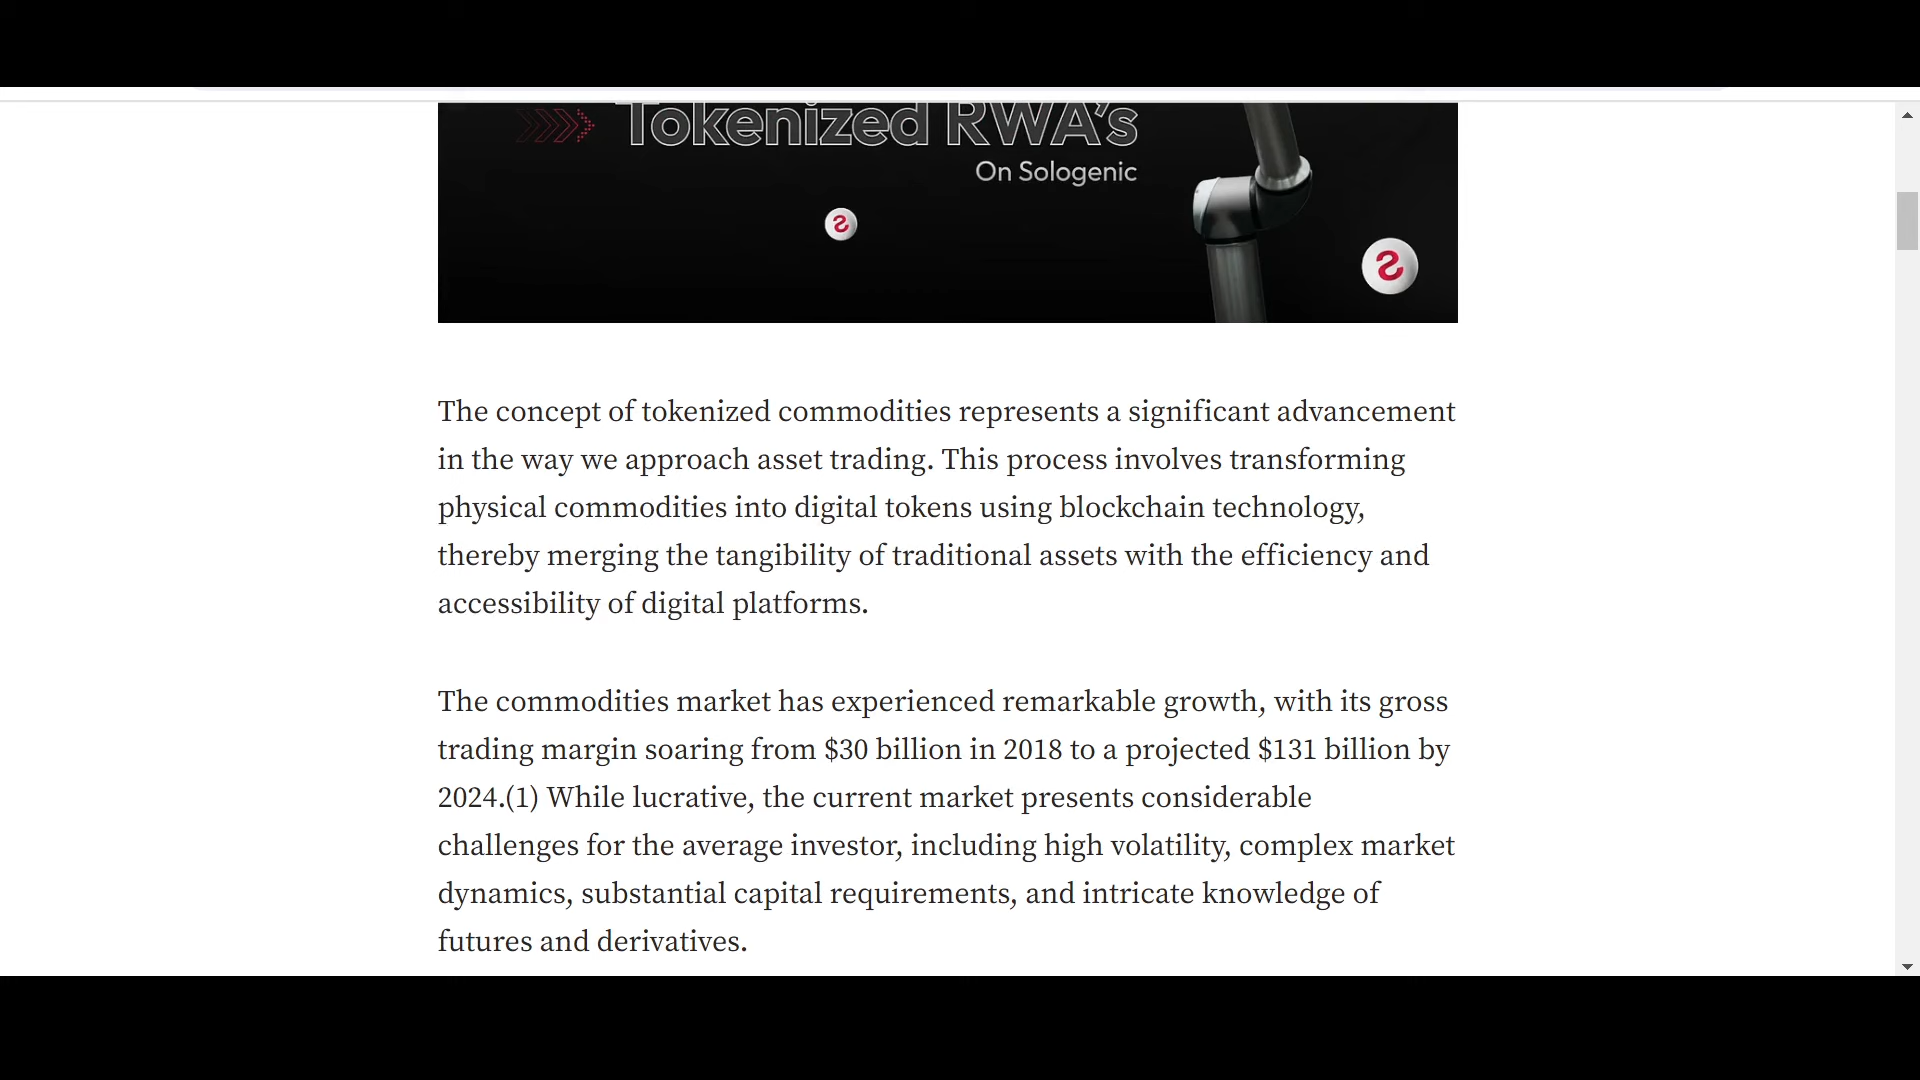 Tokenized RWA's
On Sologenic
The concept of tokenized commodities represents a significant advancement
in the way we approach asset trading. This process involves transforming
physical commodities into digital tokens using blockchain technology,
thereby merging the tangibility of traditional assets with the efficiency and
accessibility of digital platforms.
The commodities market has experienced remarkable growth, with its gross
trading margin soaring from $30 billion in 2018 to a projected $131 billion by
2024.(1) While lucrative, the current market presents considerable
challenges for the average investor, including high volatility, complex market
dynamics, substantial capital requirements, and intricate knowledge of
futures and derivatives.